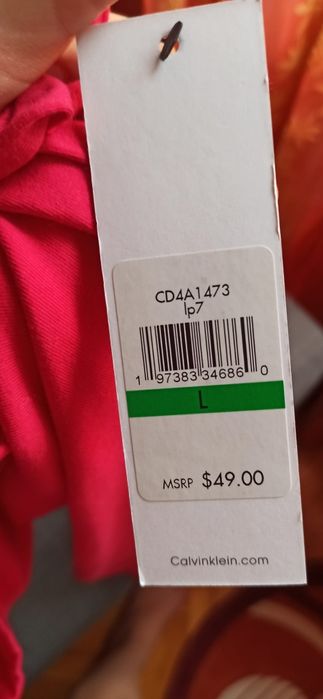 CD4A1473
lp7
1 97383 34686 0
L
MSRP $49.00
Calvinklein.com